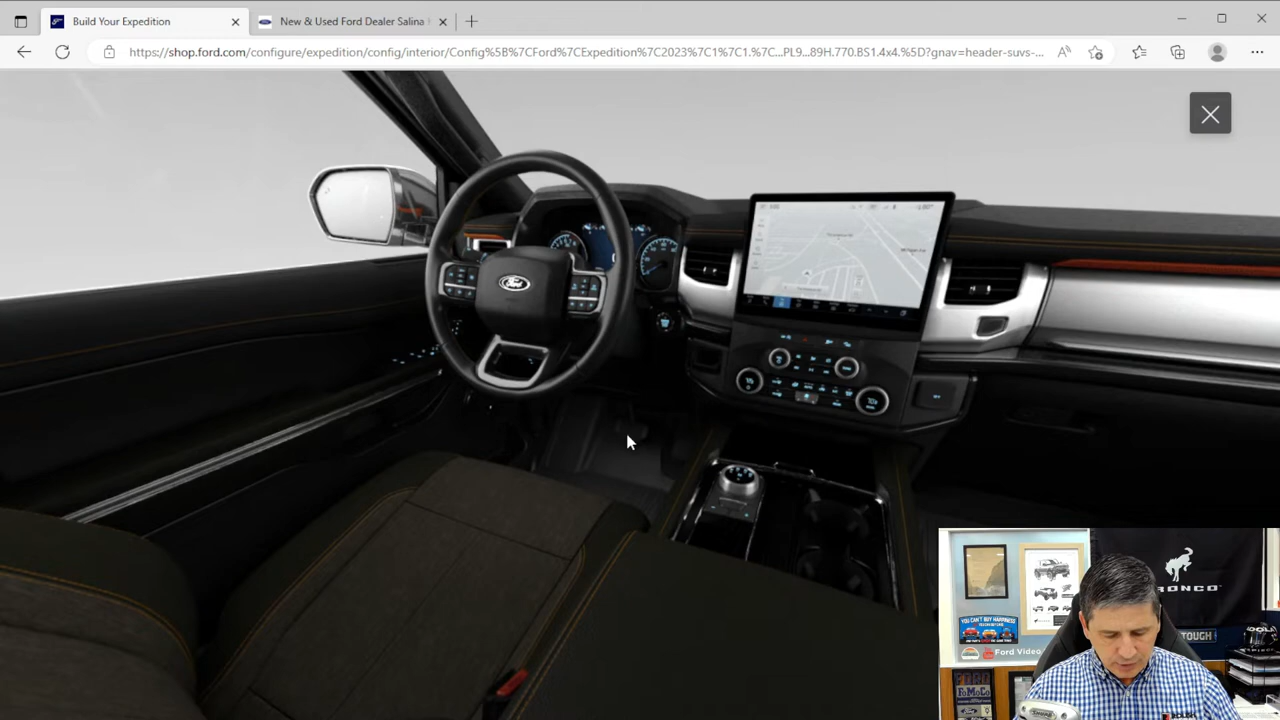 Build Your Expedition
New & Used Ford Dealer Salina
https://shop.ford.com/configure/expedition/config/interior/Config%5B%7CFord%7CExpedition%7C2023%7C1%7C1.%7C...PL9...89H.770.BS1.4x4.%5D?gnav=header-suvs-...
Ford
YOU CAN'T BUY HAPPINESS
RONCO
TOUGH
Ford Video
FORD
FoMoCo